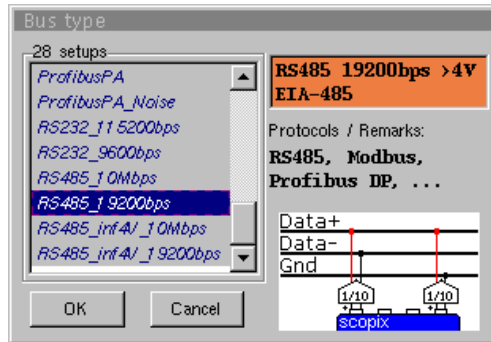 Bus type
28 setups
ProfibusPA
ProfibusPA_Noise
RS232_115200bps
RS232_9600bps
RS485_10Mbps
RS485_19200bps
RS485_inf4V_10Mbps
RS485_inf4V_19200bps
OK
Cancel
RS485 19200bps >4V
EIA-485
Protocols / Remarks:
RS485, Modbus,
Profibus DP, ...
Data+
Data-
Gnd
1/10
1/10
scopix